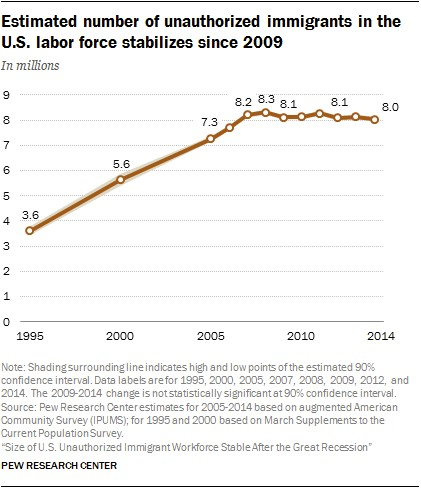 Estimated number of unauthorized immigrants in the
U.S. labor force stabilizes since 2009
In millions
9
8
7
6
5
4
3
2
1
0
3.6
5.6
7.3
8.2
8.3
8.1
8.1
8.0
1995
2000
2005
2010
2014
Note: Shading surrounding line indicates high and low points of the estimated 90%
confidence interval. Data labels are for 1995, 2000, 2005, 2007, 2008, 2009, 2012, and
2014. The 2009-2014 change is not statistically significant at 90% confidence interval.
Source: Pew Research Center estimates for 2005-2014 based on augmented American
Community Survey (IPUMS); for 1995 and 2000 based on March Supplements to the
Current Population Survey.
“Size of U.S. Unauthorized Immigrant Workforce Stable After the Great Recession”
PEW RESEARCH CENTER